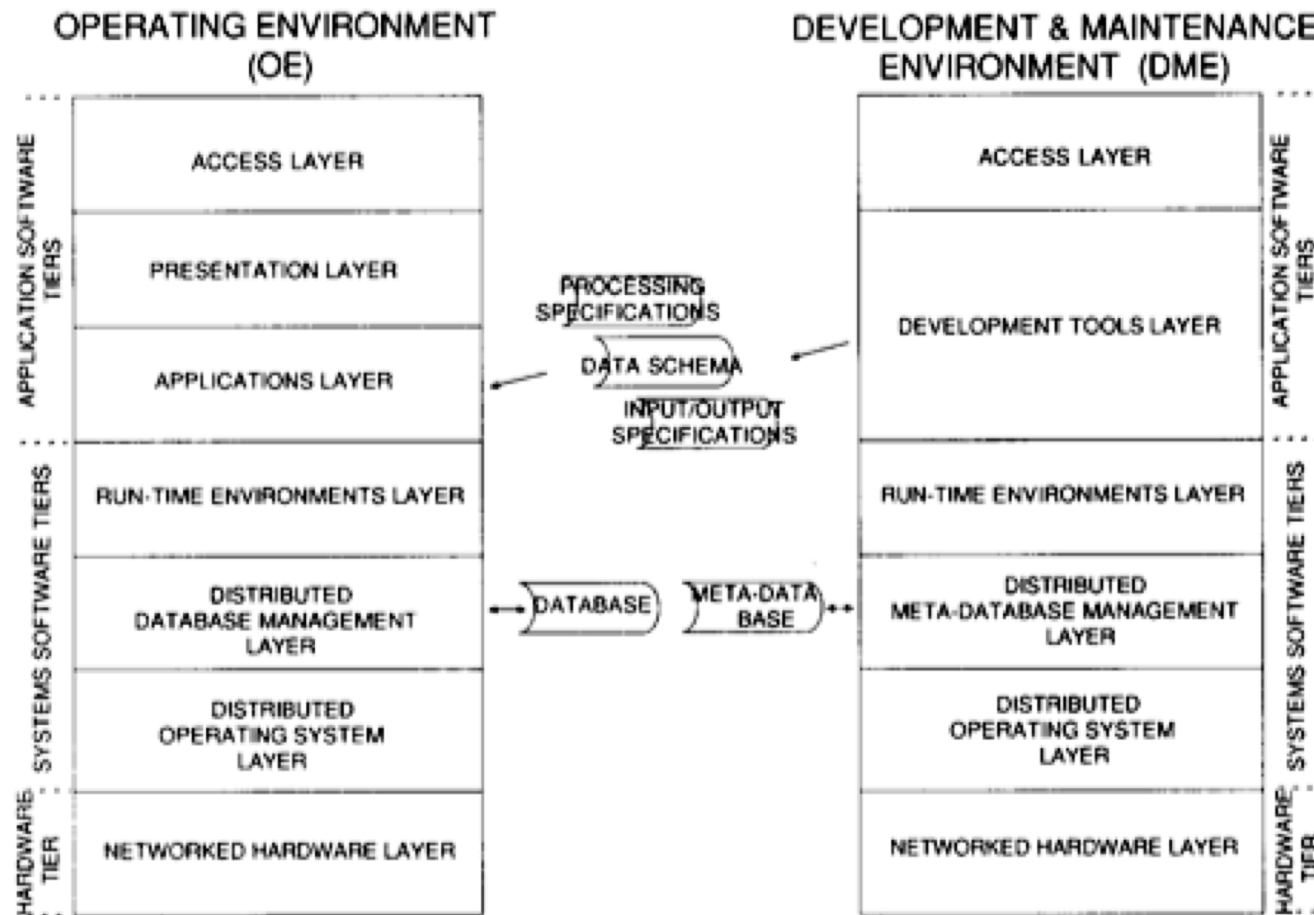 OPERATING ENVIRONMENT
(OE)
DEVELOPMENT & MAINTENANCE
ENVIRONMENT (DME)
APPLICATION SOFTWARE
TIERS
ACCESS LAYER
PRESENTATION LAYER
APPLICATIONS LAYER
SYSTEMS SOFTWARE TIERS
RUN-TIME ENVIRONMENTS LAYER
DISTRIBUTED
DATABASE MANAGEMENT
LAYER
DISTRIBUTED
OPERATING SYSTEM
LAYER
HARDWARE
TIER
NETWORKED HARDWARE LAYER
PROCESSING
SPECIFICATIONS
DATA SCHEMA
INPUT/OUTPUT
SPECIFICATIONS
DATABASE
META-DATA
BASE
ACCESS LAYER
DEVELOPMENT TOOLS LAYER
RUN-TIME ENVIRONMENTS LAYER
DISTRIBUTED
META-DATABASE MANAGEMENT
LAYER
DISTRIBUTED
OPERATING SYSTEM
LAYER
NETWORKED HARDWARE LAYER
APPLICATION SOFTWARE
TIERS
SYSTEMS SOFTWARE TIERS
HARDWARE
TIER